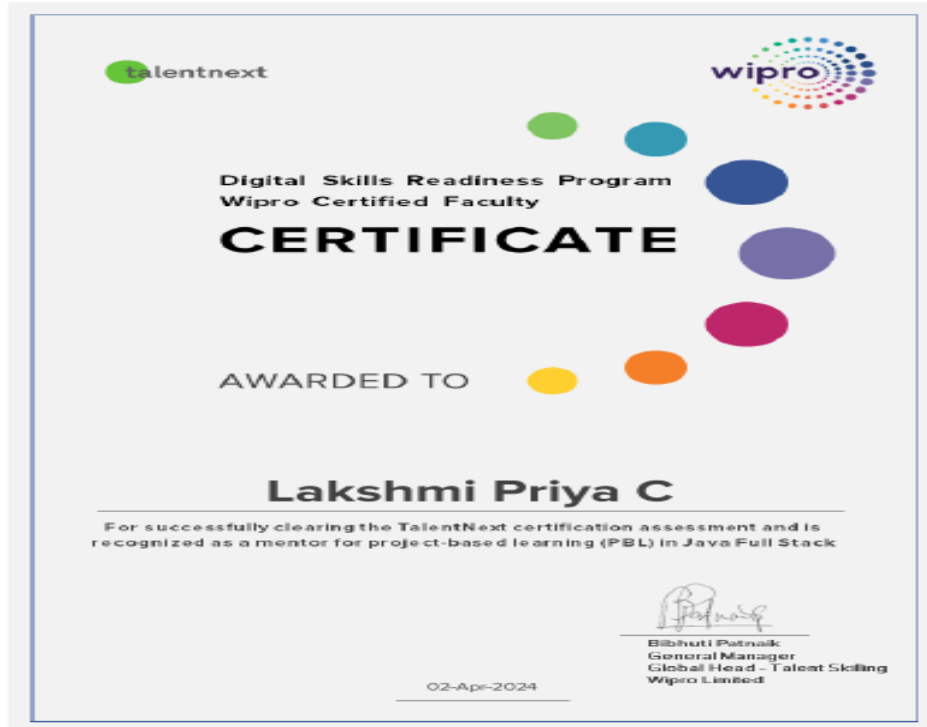 talentnext
wipro
Digital Skills Readiness Program
Wipro Certified Faculty
CERTIFICATE
AWARDED TO
Lakshmi Priya C
For successfully clearing the TalentNext certification assessment and is
recognized as a mentor for project-based learning (PBL) in Java Full Stack
Bibhuti Patnaik
General Manager
Global Head - Talent Skilling
Wipro Limited
02-Apr-2024